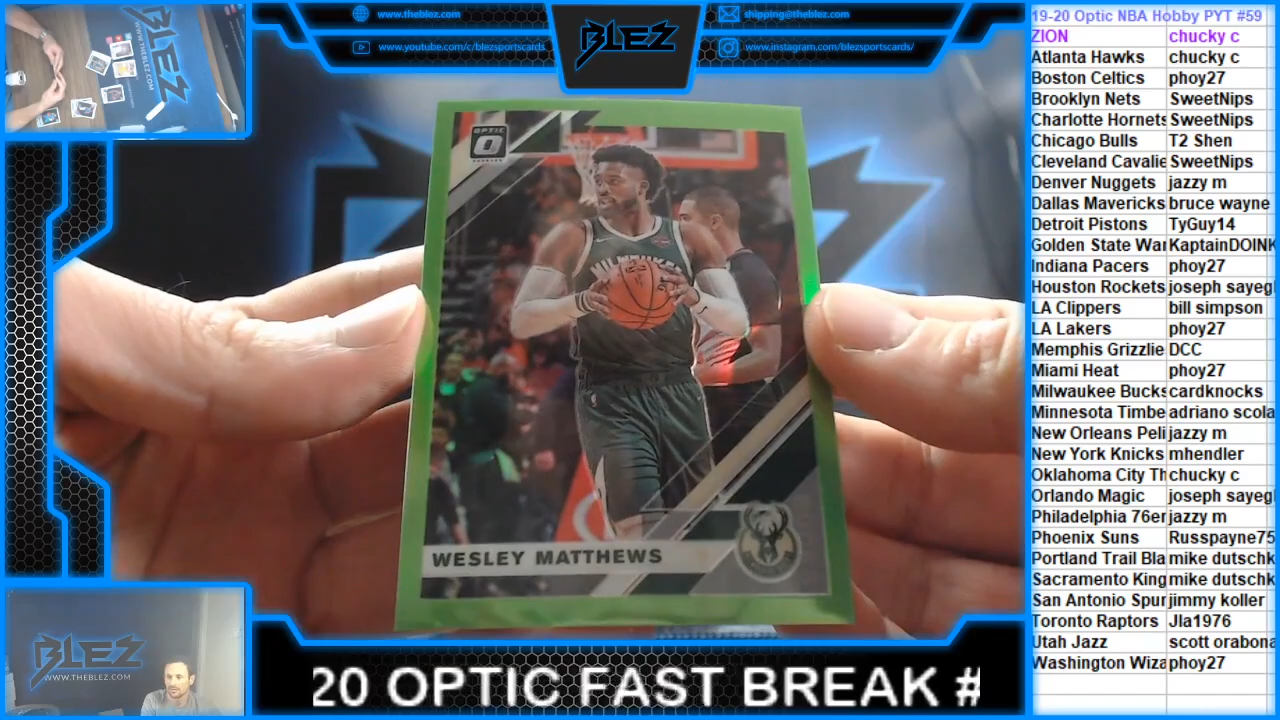 www.theblez.com
shipping@theblez.com
www.youtube.com/c/blezsportscards
www.instagram.com/blezsportscards/
BLEZ
BLEZ
WWW.THEBLEZ.COM
OPTIC
MILWAUKEE
WESLEY MATTHEWS
BLEZ
WWW.THEBLEZ.COM
20 OPTIC FAST BREAK #
19-20 Optic NBA Hobby PYT #59
ZION chucky c
Atlanta Hawks chucky c
Boston Celtics phoy27
Brooklyn Nets SweetNips
Charlotte Hornets SweetNips
Chicago Bulls T2 Shen
Cleveland Cavalie SweetNips
Denver Nuggets jazzy m
Dallas Mavericks bruce wayne
Detroit Pistons TyGuy14
Golden State War KaptainDOINK
Indiana Pacers phoy27
Houston Rockets joseph sayeg
LA Clippers bill simpson
LA Lakers phoy27
Memphis Grizzlie DCC
Miami Heat phoy27
Milwaukee Bucks cardknocks
Minnesota Timbe adriano scola
New Orleans Peli jazzy m
New York Knicks mhendler
Oklahoma City Th chucky c
Orlando Magic joseph sayeg
Philadelphia 76er jazzy m
Phoenix Suns Russpayne75
Portland Trail Bla mike dutschk
Sacramento King mike dutschk
San Antonio Spur jimmy koller
Toronto Raptors Jla1976
Utah Jazz scott orabona
Washington Wiza phoy27